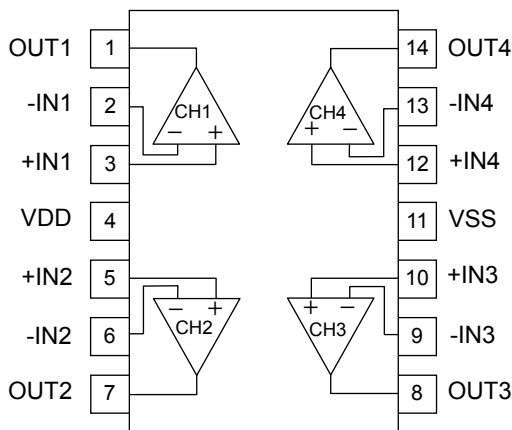 OUT1 1 14 OUT4
-IN1 2 CH1 CH4 13 -IN4
− + + −
+IN1 3 12 +IN4
VDD 4 11 VSS
+IN2 5 10 +IN3
− + + −
-IN2 6 CH2 CH3 9 -IN3
OUT2 7 8 OUT3